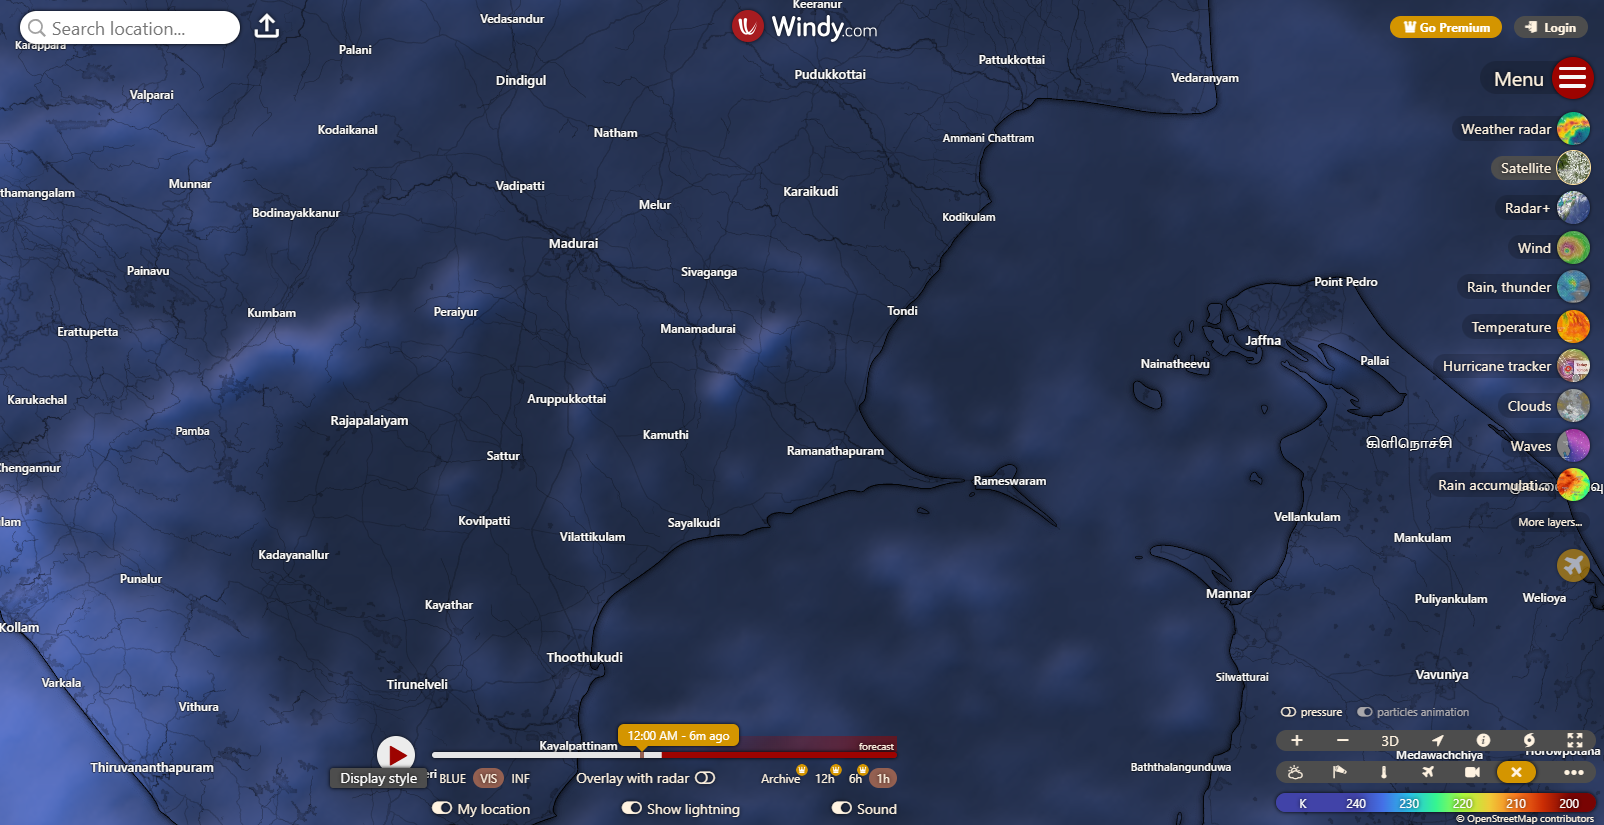 Search location...
Windy.com
Go Premium
Login
Menu
Weather radar
Satellite
Radar+
Wind
Rain, thunder
Temperature
Hurricane tracker
Clouds
Waves
Rain accumulati...
More layers...
Keeranur
Vedasandur
Karappara
Palani
Pattukkottai
Pudukkottai
Vedaranyam
Dindigul
Valparai
Kodaikanal
Natham
Ammani Chattram
Munnar
Vadipatti
Karaikudi
thamangalam
Melur
Bodinayakkanur
Kodikulam
Madurai
Painavu
Sivaganga
Point Pedro
Kumbam
Peraiyur
Tondi
Erattupetta
Manamadurai
Jaffna
Nainatheevu
Pallai
Karukachal
Aruppukkottai
Rajapalaiyam
Pamba
Kamuthi
கிளிநொச்சி
Ramanathapuram
Sattur
Chengannur
Rameswaram
Vellankulam
lam
Kovilpatti
Sayalkudi
Vilattikulam
Mankulam
Kadayanallur
Punalur
Mannar
Puliyankulam
Welioya
Kayathar
Kollam
Thoothukudi
Vavuniya
Silwatturai
Varkala
Tirunelveli
Vithura
Kayalpattinam
Thiruvananthapuram
Baththalangunduwa
Medawachchiya
Horowpotana
12:00 AM - 6m ago
forecast
Display style
eri
BLUE
VIS
INF
Overlay with radar
Archive
12h
6h
1h
My location
Show lightning
Sound
pressure
particles animation
3D
K
240
230
220
210
200
© OpenStreetMap contributors